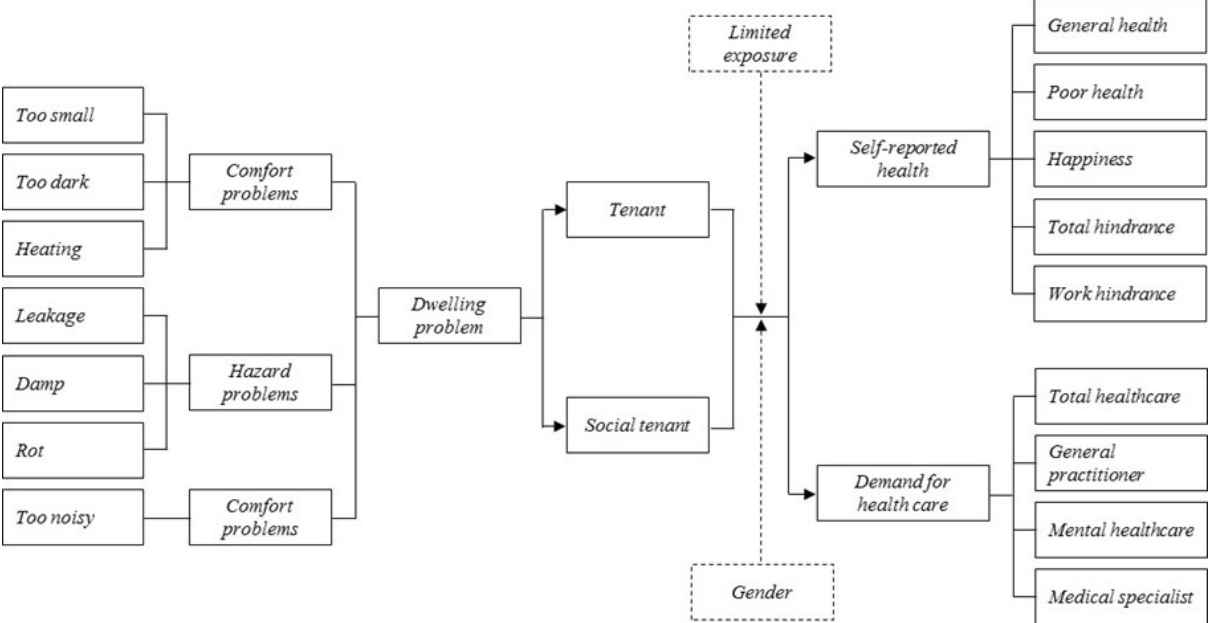 Too small
Too dark
Heating
Leakage
Damp
Rot
Too noisy
Comfort
problems
Hazard
problems
Comfort
problems
Dwelling
problem
Tenant
Social tenant
Limited
exposure
Gender
Self-reported
health
Demand for
health care
General health
Poor health
Happiness
Total hindrance
Work hindrance
Total healthcare
General
practitioner
Mental healthcare
Medical specialist